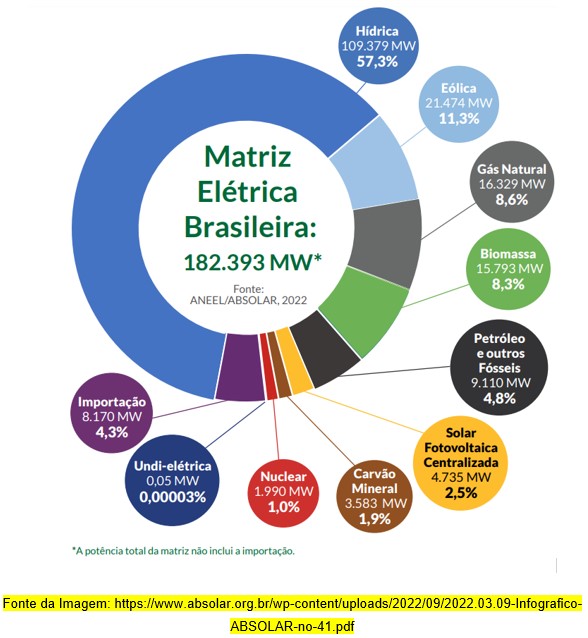 Hídrica
109.379 MW
57,3%
Eólica
21.474 MW
11,3%
Gás Natural
16.329 MW
8,6%
Biomassa
15.793 MW
8,3%
Petróleo
e outros
Fósseis
9.110 MW
4,8%
Solar
Fotovoltaica
Centralizada
4.735 MW
2,5%
Carvão
Mineral
3.583 MW
1,9%
Nuclear
1.990 MW
1,0%
Undi-elétrica
0,05 MW
0,00003%
Importação
8.170 MW
4,3%
Matriz
Elétrica
Brasileira:
182.393 MW*
Fonte:
ANEEL/ABSOLAR, 2022
*A potência total da matriz não inclui a importação.
Fonte da Imagem: https://www.absolar.org.br/wp-content/uploads/2022/09/2022.03.09-Infografico-
ABSOLAR-no-41.pdf